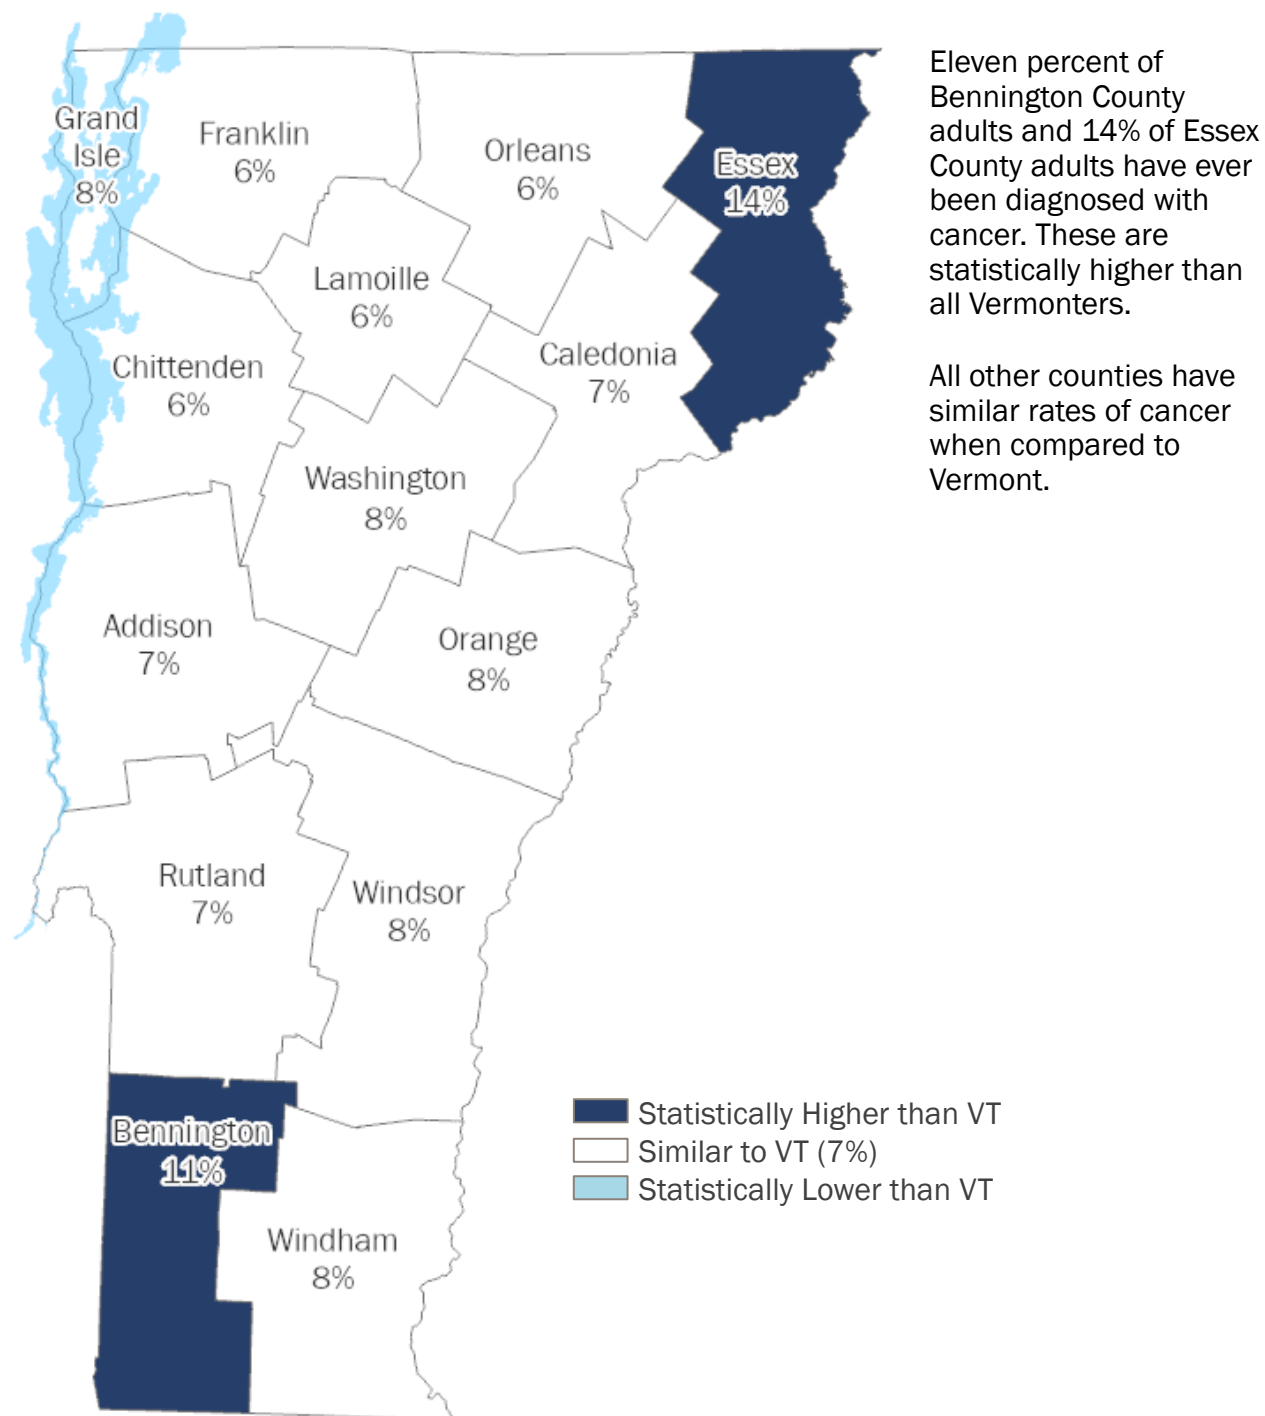 Eleven percent of
Bennington County
adults and 14% of Essex
County adults have ever
been diagnosed with
cancer. These are
statistically higher than
all Vermonters.
All other counties have
similar rates of cancer
when compared to
Vermont.
Grand
Isle
8%
Franklin
6%
Orleans
6%
Essex
14%
Lamoille
6%
Caledonia
7%
Chittenden
6%
Washington
8%
Addison
7%
Orange
8%
Rutland
7%
Windsor
8%
Bennington
11%
Windham
8%
Statistically Higher than VT
Similar to VT (7%)
Statistically Lower than VT